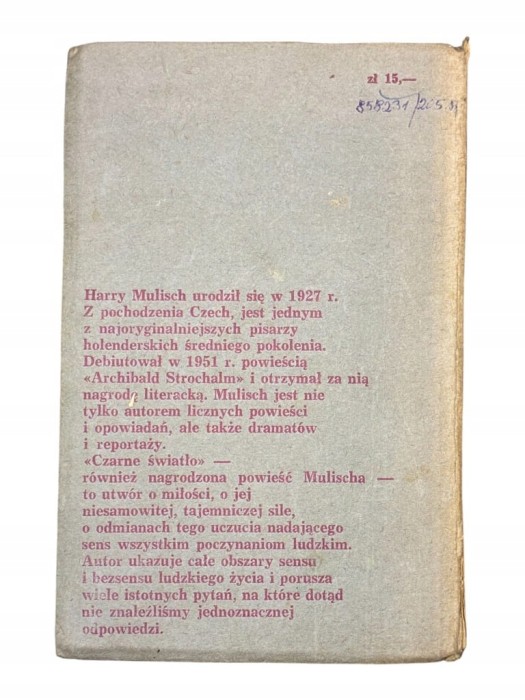 zł 15,—
858231/205.
Harry Mulisch urodził się w 1927 r.
Z pochodzenia Czech, jest jednym
z najoryginalniejszych pisarzy
holenderskich średniego pokolenia.
Debiutował w 1951 r. powieścią
«Archibald Strochalm» i otrzymał za nią
nagrodę literacką. Mulisch jest nie
tylko autorem licznych powieści
i opowiadań, ale także dramatów
i reportaży.
«Czarne światło» —
również nagrodzona powieść Mulischa —
to utwór o miłości, o jej
niesamowitej, tajemniczej sile,
o odmianach tego uczucia nadającego
sens wszystkim poczynaniom ludzkim.
Autor ukazuje całe obszary sensu
i bezsensu ludzkiego życia i porusza
wiele istotnych pytań, na które dotąd
nie znaleźliśmy jednoznacznej
odpowiedzi.